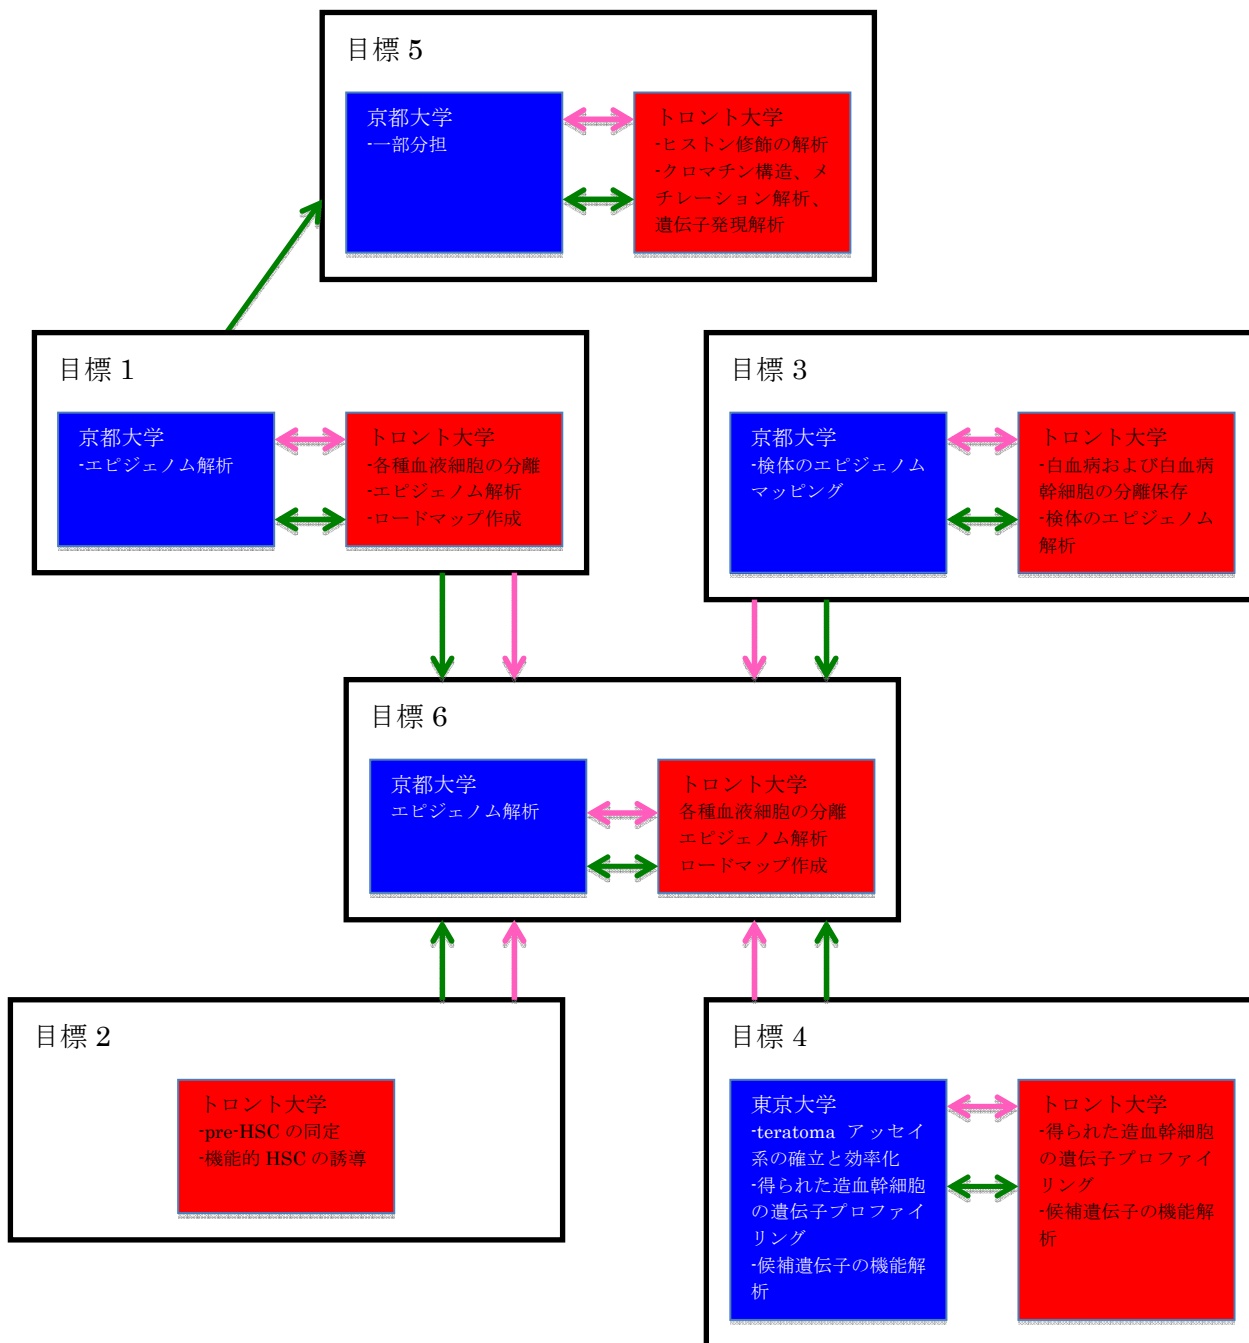 目標 5
京都大学
-一部分担
トロント大学
-ヒストン修飾の解析
-クロマチン構造、メ
チレーション解析、
遺伝子発現解析
目標 1
京都大学
-エピジェノム解析
トロント大学
-各種血液細胞の分離
-エピジェノム解析
-ロードマップ作成
目標 3
京都大学
-検体のエピジェノム
マッピング
トロント大学
-白血病および白血病
幹細胞の分離保存
-検体のエピジェノム
解析
目標 6
京都大学
エピジェノム解析
トロント大学
各種血液細胞の分離
エピジェノム解析
ロードマップ作成
目標 2
トロント大学
-pre-HSC の同定
-機能的 HSC の誘導
目標 4
東京大学
-teratoma アッセイ
系の確立と効率化
-得られた造血幹細胞
の遺伝子プロファイ
リング
-候補遺伝子の機能解
析
トロント大学
-得られた造血幹細胞
の遺伝子プロファイ
リング
-候補遺伝子の機能解
析